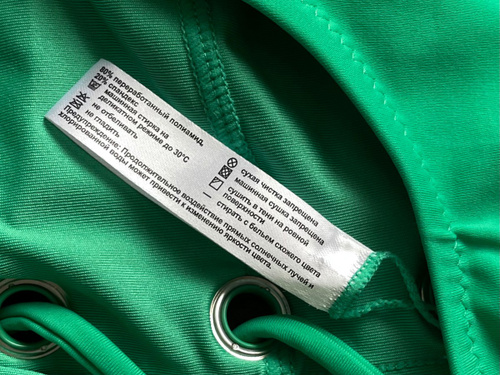 80% переработанный полиамид,
20% спандекс
машинная стирка на
деликатном режиме до 30°C
не отбеливать
не гладить
сухая чистка запрещена
машинная сушка запрещена
сушить в тени на ровной
поверхности
стирать с бельем схожего цвета
Предупреждение: Продолжительное воздействие прямых солнечных лучей и
хлорированной воды может привести к изменению яркости цвета.